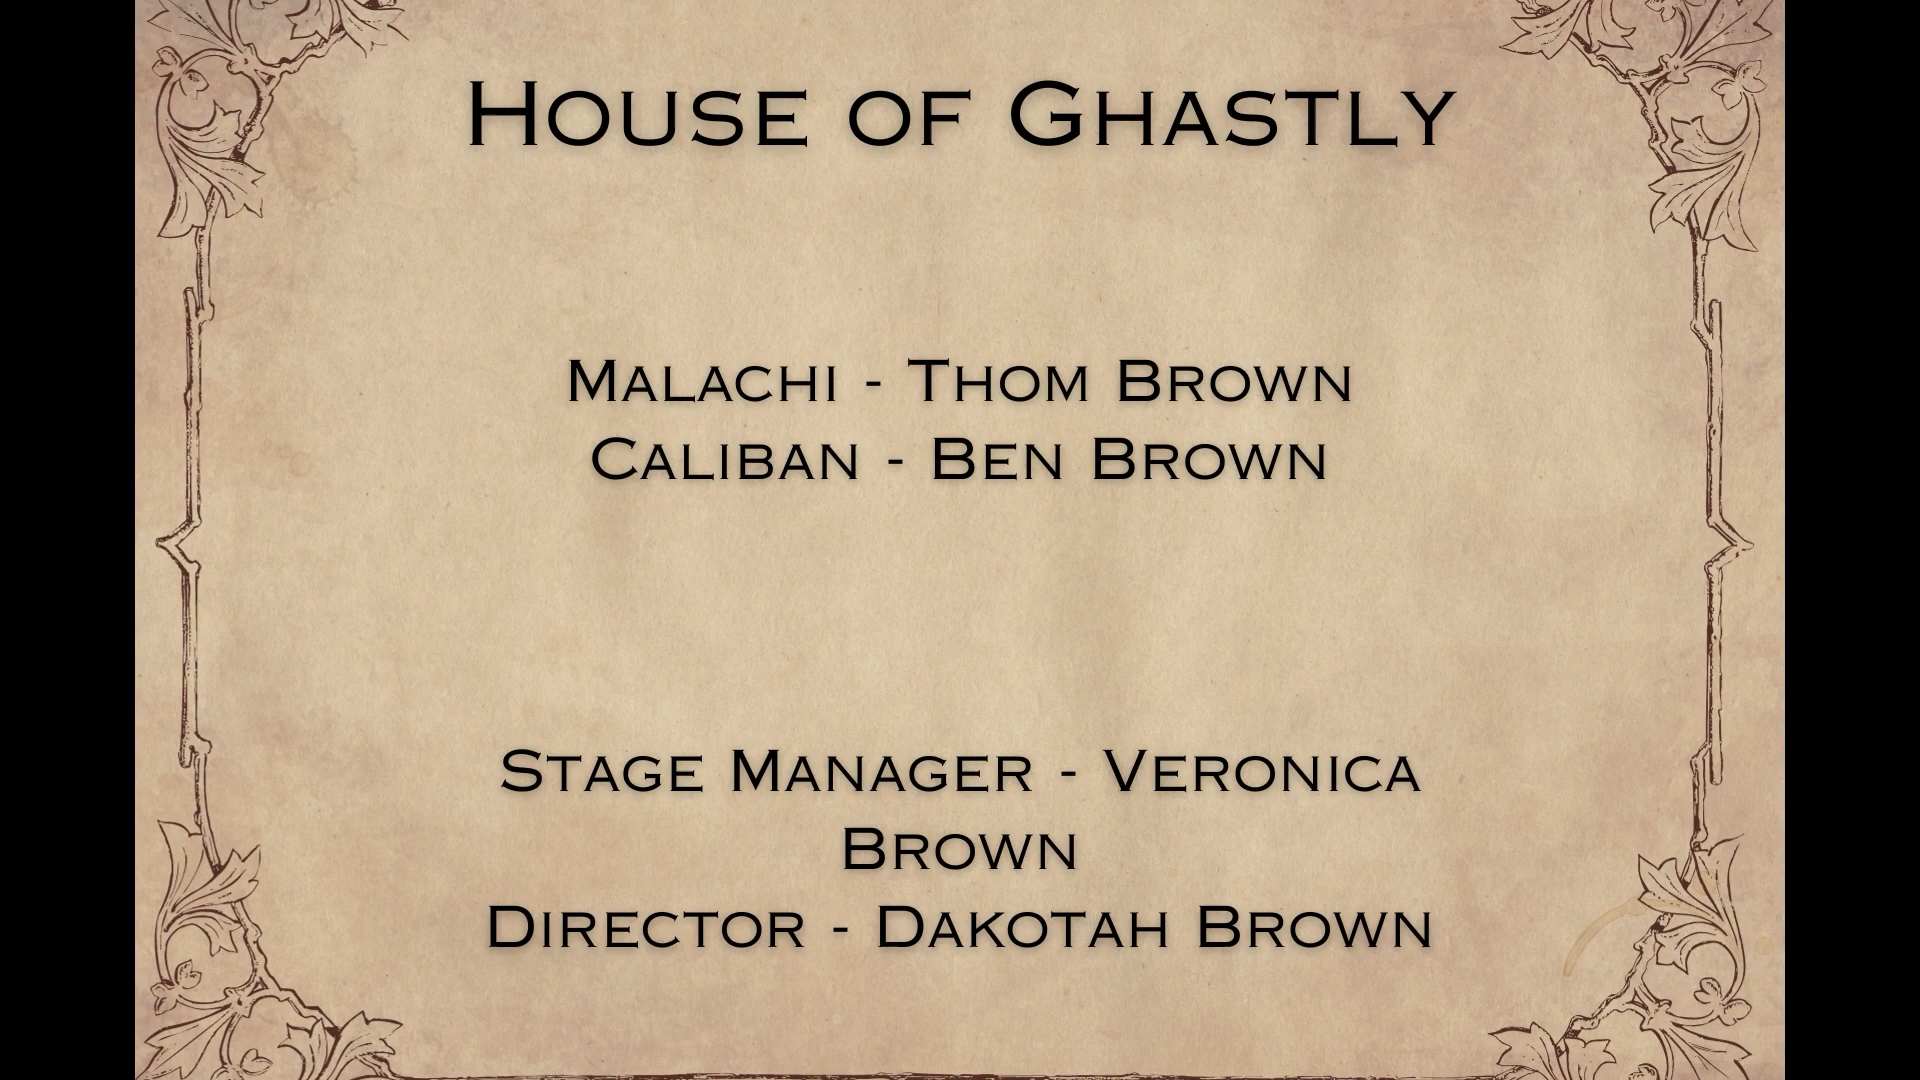 House of Ghastly
Malachi - Thom Brown
Caliban - Ben Brown
Stage Manager - Veronica
Brown
Director - Dakotah Brown